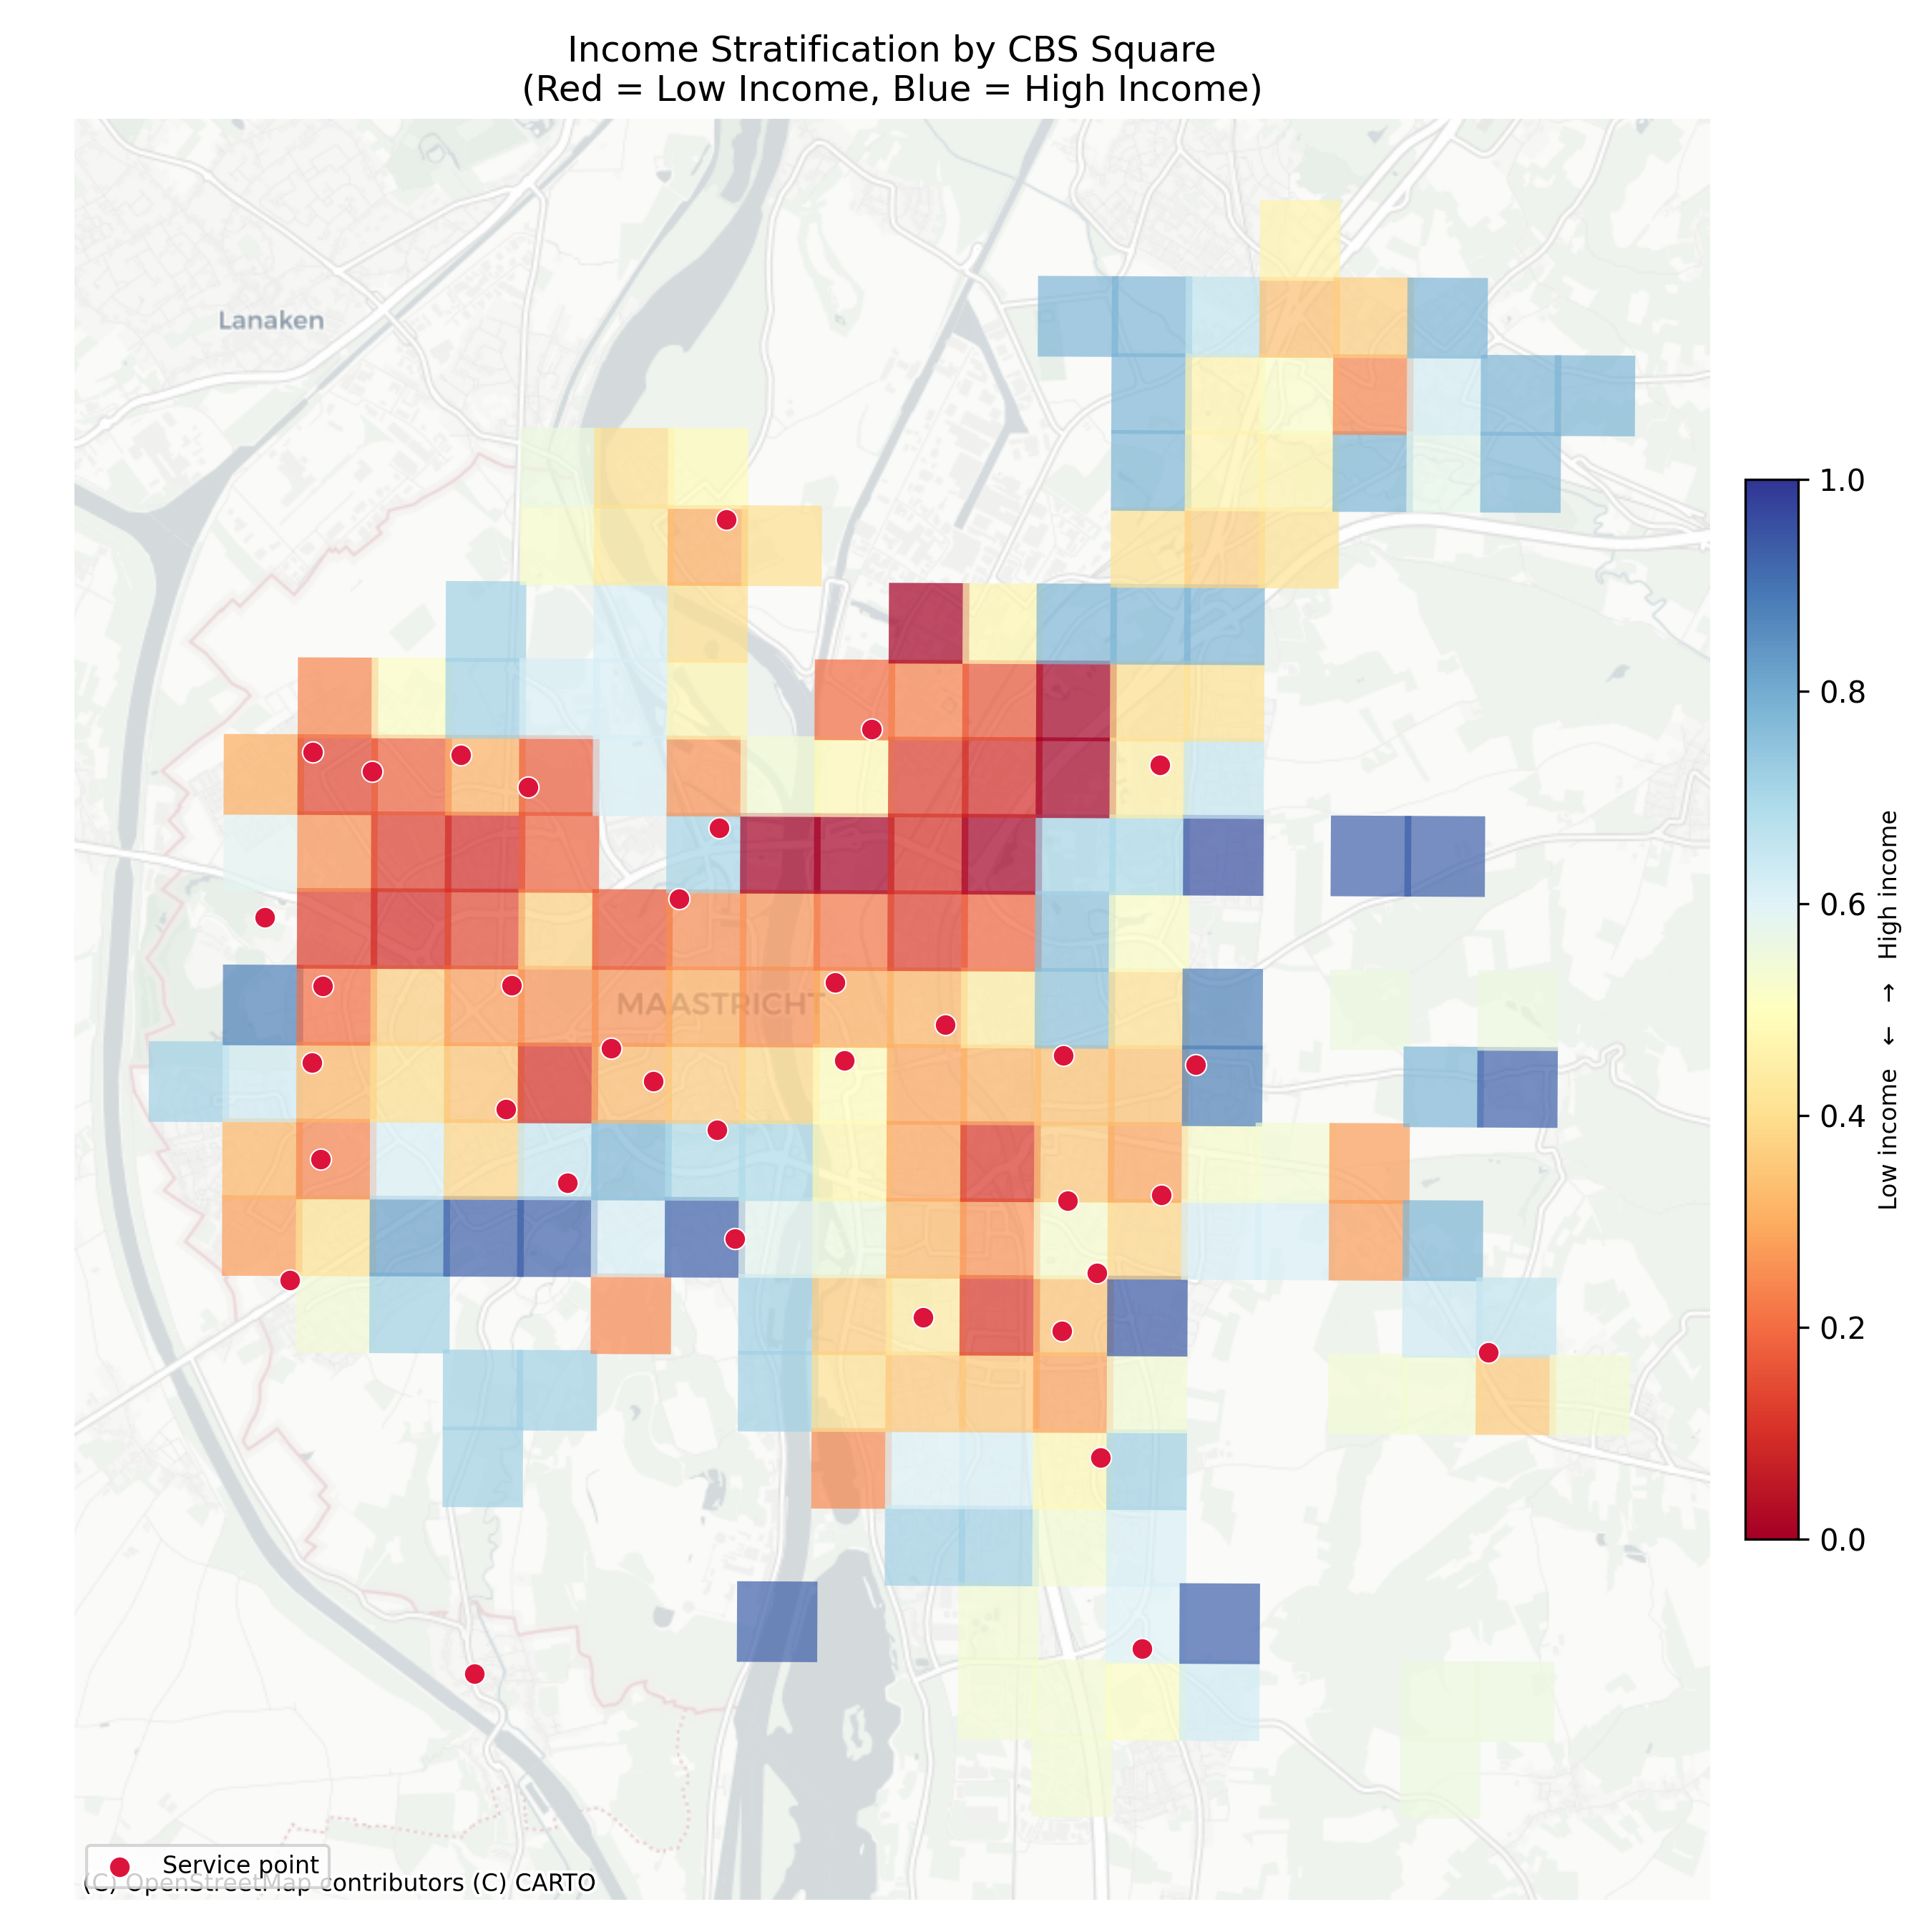 Income Stratification by CBS Square
(Red = Low Income, Blue = High Income)
Lanaken
MAASTRICHT
1.0
0.8
0.6
0.4
0.2
0.0
Low income ← → High income
Service point
(C) OpenStreetMap contributors (C) CARTO